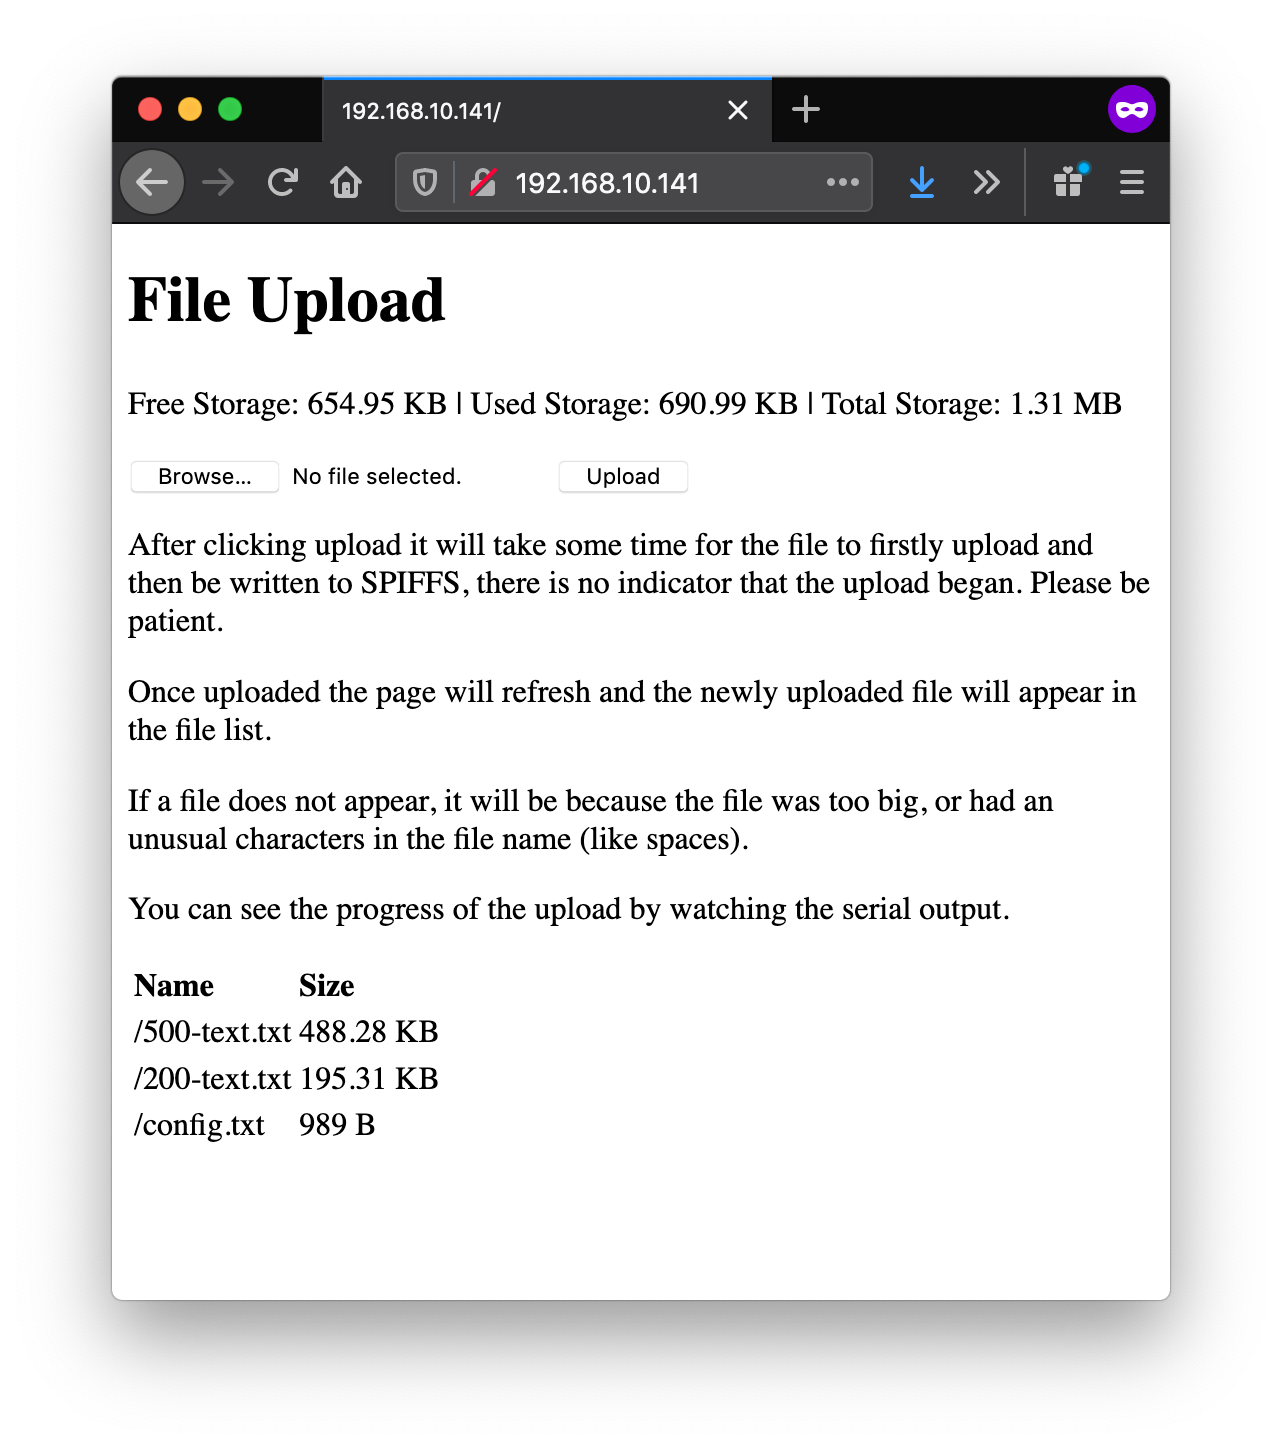 192.168.10.141/
192.168.10.141
File Upload
Free Storage: 654.95 KB | Used Storage: 690.99 KB | Total Storage: 1.31 MB
Browse... No file selected. Upload
After clicking upload it will take some time for the file to firstly upload and
then be written to SPIFFS, there is no indicator that the upload began. Please be
patient.
Once uploaded the page will refresh and the newly uploaded file will appear in
the file list.
If a file does not appear, it will be because the file was too big, or had an
unusual characters in the file name (like spaces).
You can see the progress of the upload by watching the serial output.
Name Size
/500-text.txt 488.28 KB
/200-text.txt 195.31 KB
/config.txt 989 B